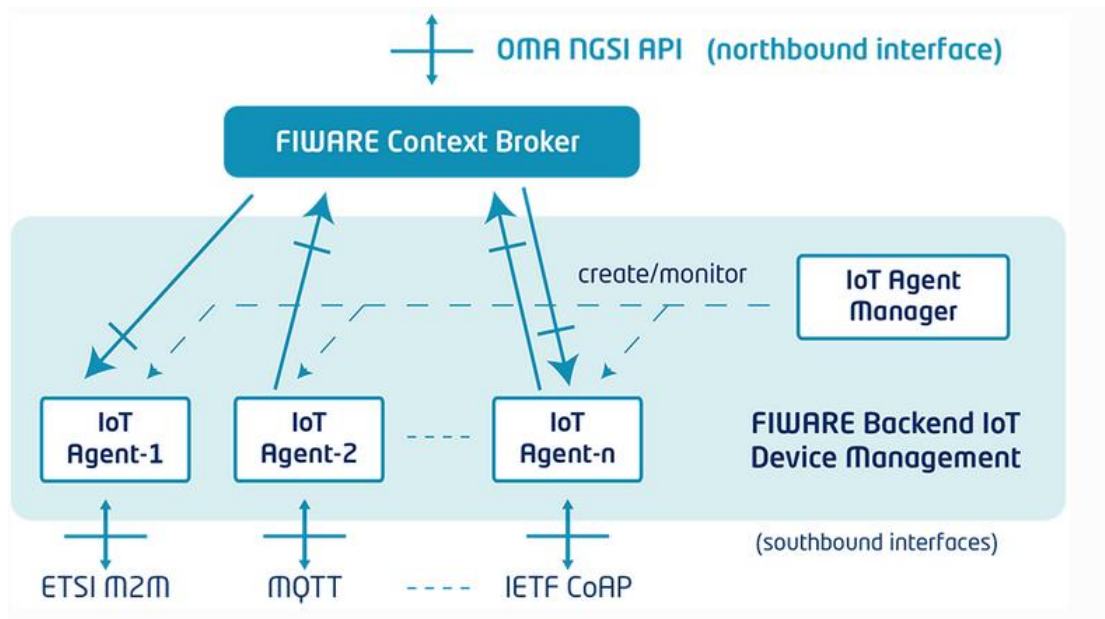 OMA NGSI API (northbound interface)
FIWARE Context Broker
create/monitor
IoT Agent
Manager
IoT
Agent-1
IoT
Agent-2
IoT
Agent-n
FIWARE Backend IoT
Device Management
(southbound interfaces)
ETSI M2M
MQTT
IETF CoAP